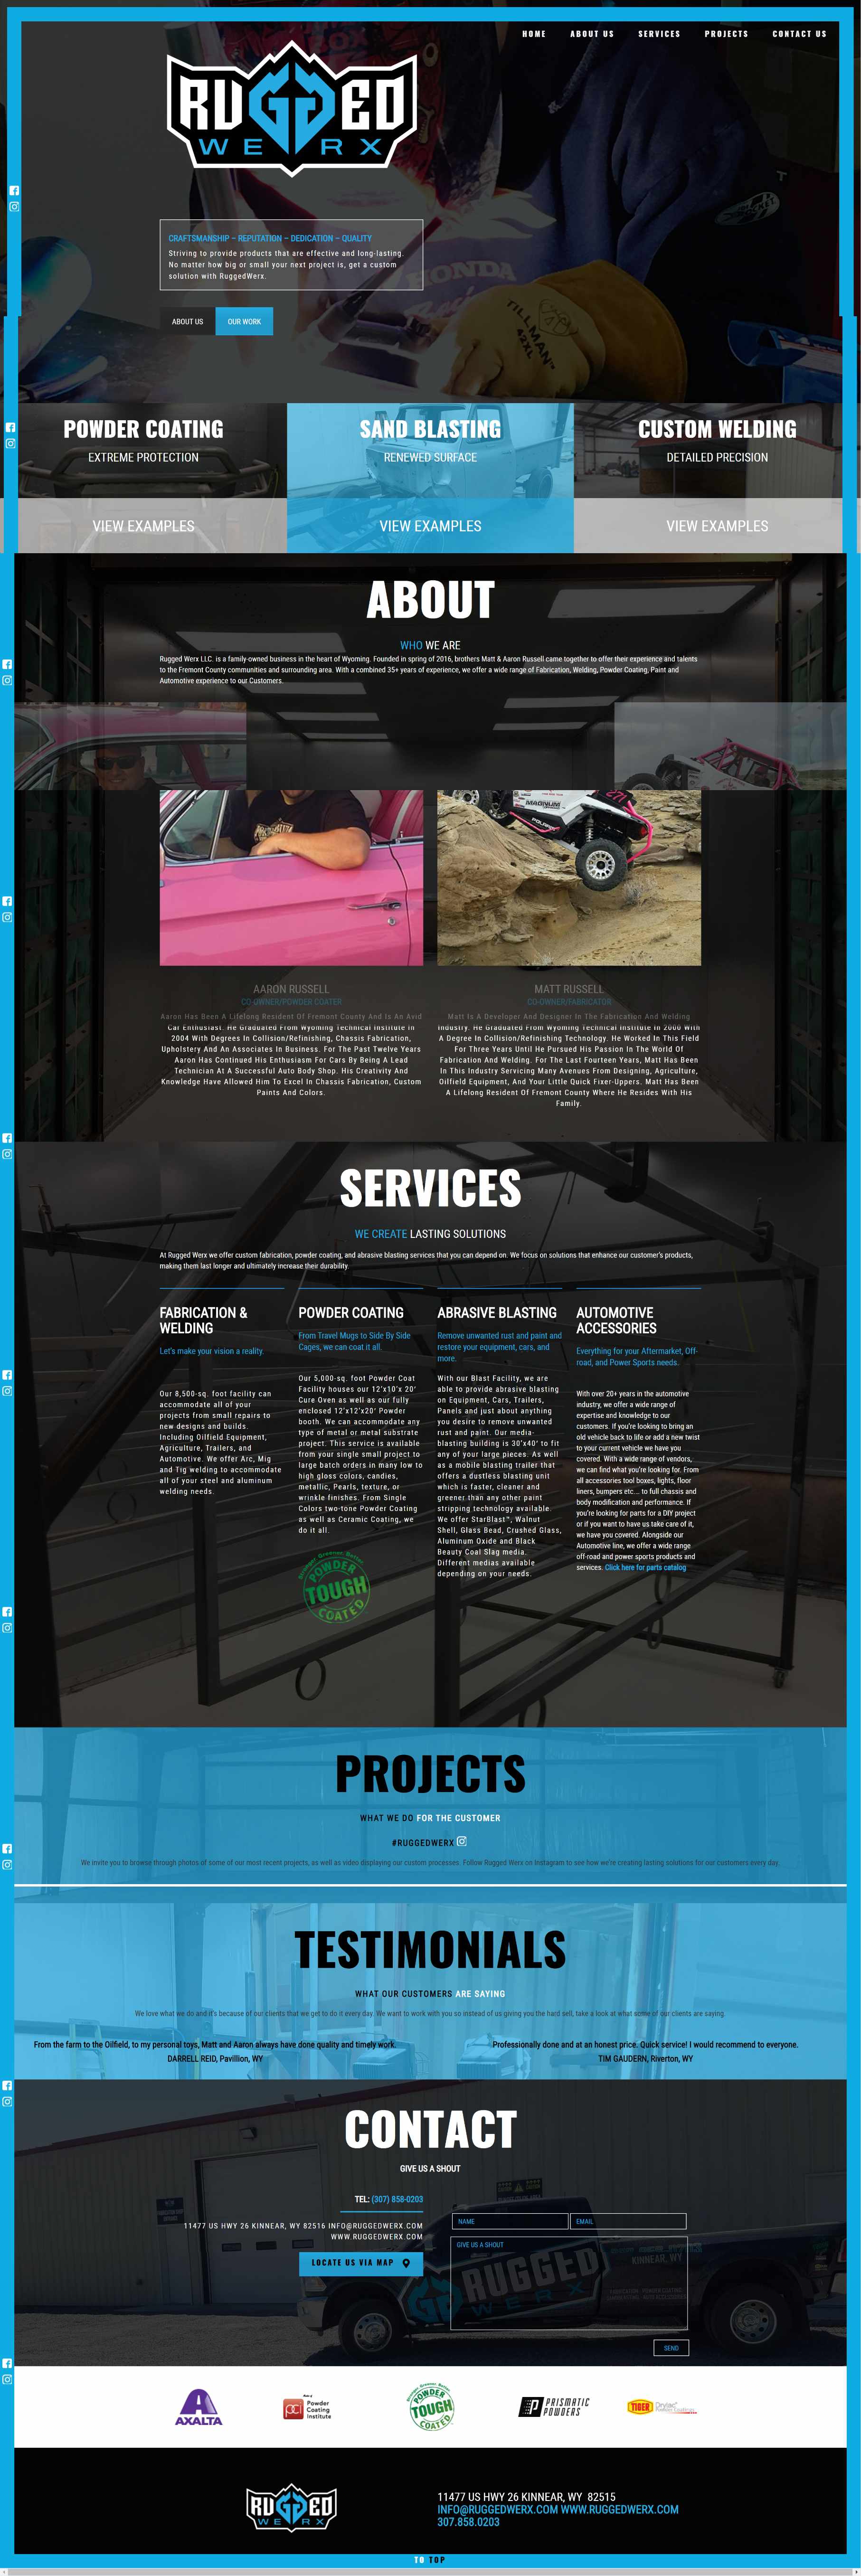 HOME ABOUT US SERVICES PROJECTS CONTACT US
RUGGED
WERX
HONDA
TILLMAN
42XL
CRAFTSMANSHIP – REPUTATION – DEDICATION – QUALITY
Striving to provide products that are effective and long-lasting.
No matter how big or small your next project is, get a custom
solution with RuggedWerx.
ABOUT US OUR WORK
POWDER COATING
EXTREME PROTECTION
VIEW EXAMPLES
SAND BLASTING
RENEWED SURFACE
VIEW EXAMPLES
CUSTOM WELDING
DETAILED PRECISION
VIEW EXAMPLES
ABOUT
WHO WE ARE
Rugged Werx LLC. is a family-owned business in the heart of Wyoming. Founded in spring of 2016, brothers Matt & Aaron Russell came together to offer their experience and talents
to the Fremont County communities and surrounding area. With a combined 35+ years of experience, we offer a wide range of Fabrication, Welding, Powder Coating, Paint and
Automotive experience to our Customers.
MAGNUM
POLARIS
AARON RUSSELL
CO-OWNER/POWDER COATER
Aaron Has Been A Lifelong Resident Of Fremont County And Is An Avid
Car Enthusiast. He Graduated From Wyoming Technical Institute In
2004 With Degrees In Collision/Refinishing, Chassis Fabrication,
Upholstery And An Associates In Business. For The Past Twelve Years
Aaron Has Continued His Enthusiasm For Cars By Being A Lead
Technician At A Successful Auto Body Shop. His Creativity And
Knowledge Have Allowed Him To Excel In Chassis Fabrication, Custom
Paints And Colors.
MATT RUSSELL
CO-OWNER/FABRICATOR
Matt Is A Developer And Designer In The Fabrication And Welding
Industry. He Graduated From Wyoming Technical Institute In 2000 With
A Degree In Collision/Refinishing Technology. He Worked In This Field
For Three Years Until He Pursued His Passion In The World Of
Fabrication And Welding. For The Last Fourteen Years, Matt Has Been
In This Industry Servicing Many Avenues From Designing, Agriculture,
Oilfield Equipment, And Your Little Quick Fixer-Uppers. Matt Has Been
A Lifelong Resident Of Fremont County Where He Resides With His
Family.
SERVICES
WE CREATE LASTING SOLUTIONS
At Rugged Werx we offer custom fabrication, powder coating, and abrasive blasting services that you can depend on. We focus on solutions that enhance our customer's products,
making them last longer and ultimately increase their durability.
FABRICATION &
WELDING
Let's make your vision a reality.
Our 8,500-sq. foot facility can
accommodate all of your
projects from small repairs to
new designs and builds.
Including Oilfield Equipment,
Agriculture, Trailers, and
Automotive. We offer Arc, Mig
and Tig welding to accommodate
all of your steel and aluminum
welding needs.
POWDER COATING
From Travel Mugs to Side By Side
Cages, we can coat it all.
Our 5,000-sq. foot Powder Coat
Facility houses our 12'x10'x 20'
Cure Oven as well as our fully
enclosed 12'x12'x20' Powder
booth. We can accommodate any
type of metal or metal substrate
project. This service is available
from your single small project to
large batch orders in many low to
high gloss colors, candies,
metallic, Pearls, texture, or
wrinkle finishes. From Single
Colors two-tone Powder Coating
as well as Ceramic Coating, we
do it all.
Stronger Greener Better
POWDER
TOUGH
COATED
ABRASIVE BLASTING
Remove unwanted rust and paint and
restore your equipment, cars, and
more.
With our Blast Facility, we are
able to provide abrasive blasting
on Equipment, Cars, Trailers,
Panels and just about anything
you desire to remove unwanted
rust and paint. Our media-
blasting building is 30'x40' to fit
any of your large pieces. As well
as a mobile blasting trailer that
offers a dustless blasting unit
which is faster, cleaner and
greener than any other paint
stripping technology available.
We offer StarBlast™, Walnut
Shell, Glass Bead, Crushed Glass,
Aluminum Oxide and Black
Beauty Coal Slag media.
Different medias available
depending on your needs.
AUTOMOTIVE
ACCESSORIES
Everything for your Aftermarket, Off-
road, and Power Sports needs.
With over 20+ years in the automotive
industry, we offer a wide range of
expertise and knowledge to our
customers. If you're looking to bring an
old vehicle back to life or add a new twist
to your current vehicle we have you
covered. With a wide range of vendors,
we can find what you're looking for. From
all accessories tool boxes, lights, floor
liners, bumpers etc... to full chassis and
body modification and performance. If
you're looking for parts for a DIY project
or if you want to have us take care of it,
we have you covered. Alongside our
Automotive line, we offer a wide range
off-road and power sports products and
services. Click here for parts catalog
PROJECTS
WHAT WE DO FOR THE CUSTOMER
#RUGGEDWERX
We invite you to browse through photos of some of our most recent projects, as well as video displaying our custom processes. Follow Rugged Werx on Instagram to see how we're creating lasting solutions for our customers every day.
TESTIMONIALS
WHAT OUR CUSTOMERS ARE SAYING
We love what we do and it's because of our clients that we get to do it every day. We want to work with you so instead of us giving you the hard sell, take a look at what some of our clients are saying.
From the farm to the Oilfield, to my personal toys, Matt and Aaron always have done quality and timely work.
DARRELL REID, Pavillion, WY
Professionally done and at an honest price. Quick service! I would recommend to everyone.
TIM GAUDERN, Riverton, WY
CONTACT
GIVE US A SHOUT
TEL: (307) 858-0203
11477 US HWY 26 KINNEAR, WY 82516 INFO@RUGGEDWERX.COM
WWW.RUGGEDWERX.COM
LOCATE US VIA MAP
NAME EMAIL
GIVE US A SHOUT
KINNEAR, WY
RUGGED
WERX
SEND
AXALTA
Powder
Coating
Institute
Stronger Greener Better
POWDER
TOUGH
COATED
PRISMATIC
POWDERS
TIGER Drylac
RUGGED
WERX
11477 US HWY 26 KINNEAR, WY 82515
INFO@RUGGEDWERX.COM WWW.RUGGEDWERX.COM
307.858.0203
TO TOP